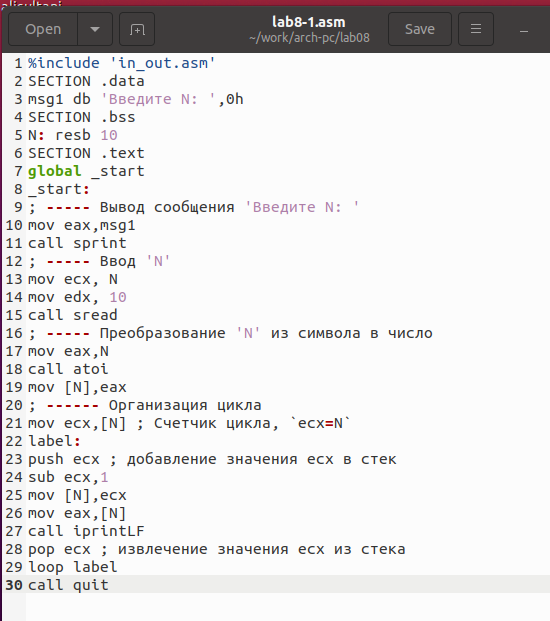 alisultani
Open
lab8-1.asm
~/work/arch-pc/lab08
Save
1 %include 'in_out.asm'
2 SECTION .data
3 msg1 db 'Введите N: ',0h
4 SECTION .bss
5 N: resb 10
6 SECTION .text
7 global _start
8 _start:
9 ; ----- Вывод сообщения 'Введите N: '
10 mov eax,msg1
11 call sprint
12 ; ----- Ввод 'N'
13 mov ecx, N
14 mov edx, 10
15 call sread
16 ; ----- Преобразование 'N' из символа в число
17 mov eax,N
18 call atoi
19 mov [N],eax
20 ; ------ Организация цикла
21 mov ecx,[N] ; Счетчик цикла, `ecx=N`
22 label:
23 push ecx ; добавление значения ecx в стек
24 sub ecx,1
25 mov [N],ecx
26 mov eax,[N]
27 call iprintLF
28 pop ecx ; извлечение значения ecx из стека
29 loop label
30 call quit